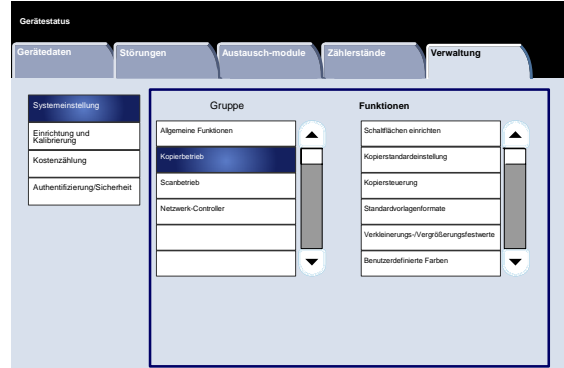 Gerätestatus
Gerätedaten Störungen Austausch-module Zählerstände Verwaltung
Systemeinstellung
Einrichtung und
Kalibrierung
Kostenzählung
Authentifizierung/Sicherheit
Gruppe
Allgemeine Funktionen
Kopierbetrieb
Scanbetrieb
Netzwerk-Controller
Funktionen
Schaltflächen einrichten
Kopierstandardeinstellung
Kopiersteuerung
Standardvorlagenformate
Verkleinerungs-/Vergrößerungsfestwerte
Benutzerdefinierte Farben